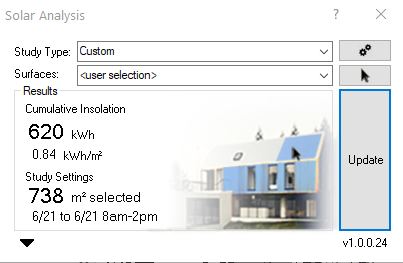 Solar Analysis
Study Type: Custom
Surfaces: <user selection>
Results
Cumulative Insolation
620 kWh
0.84 kWh/m²
Study Settings
738 m² selected
6/21 to 6/21 8am-2pm
Update
v1.0.0.24